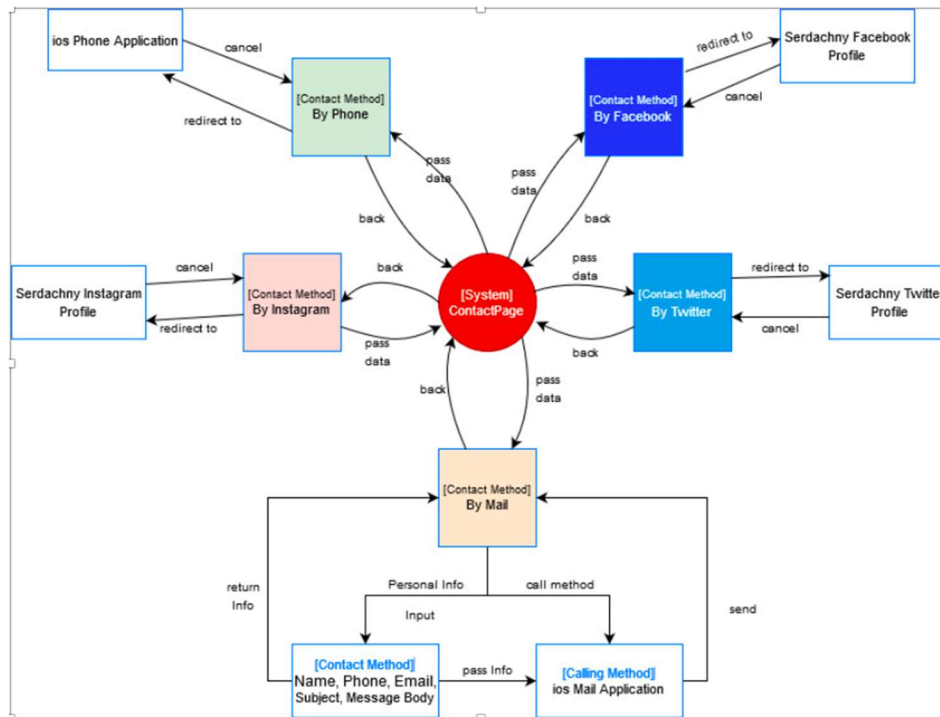 ios Phone Application
cancel
redirect to
[Contact Method]
By Phone
pass
data
back
redirect to
Serdachny Facebook
Profile
cancel
[Contact Method]
By Facebook
pass
data
back
Serdachny Instagram
Profile
cancel
redirect to
[Contact Method]
By Instagram
back
pass
data
[System]
ContactPage
pass
data
back
[Contact Method]
By Twitter
redirect to
cancel
Serdachny Twitter
Profile
back
pass
data
[Contact Method]
By Mail
return
Info
Personal Info
Input
call method
send
[Contact Method]
Name, Phone, Email,
Subject, Message Body
pass Info
[Calling Method]
ios Mail Application